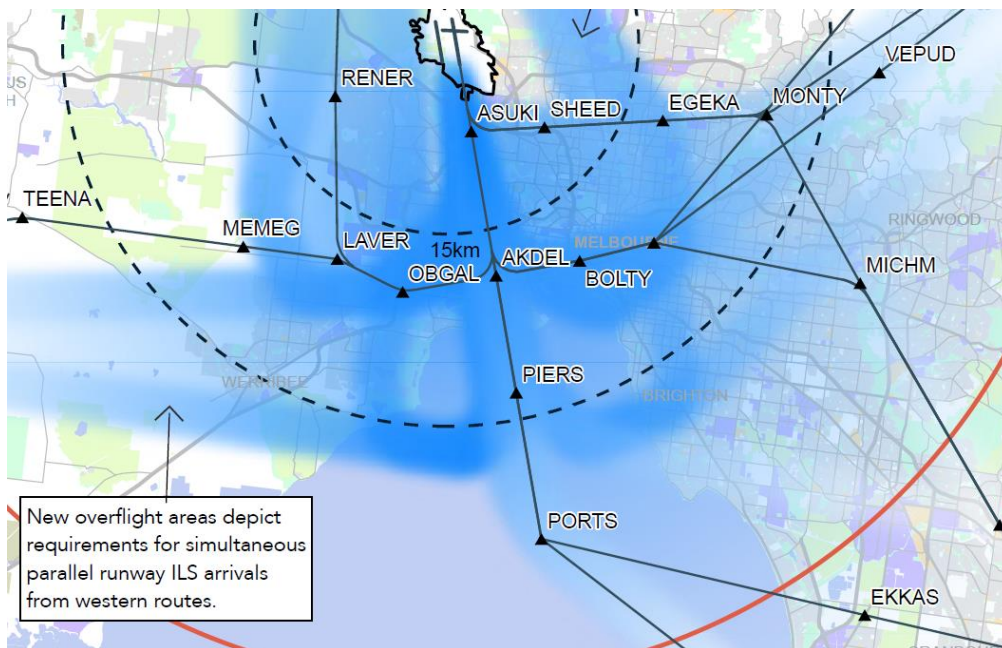 VEPUD
RENER
US
H
MONTY
EGEKA
SHEED
ASUKI
TEENA
RINGWOOD
MEMEG
LAVER
15km
AKDEL
MELBOURNE
OBGAL
BOLTY
MICHM
WERRIBEE
PIERS
BRIGHTON
New overflight areas depict
requirements for simultaneous
parallel runway ILS arrivals
from western routes.
PORTS
EKKAS